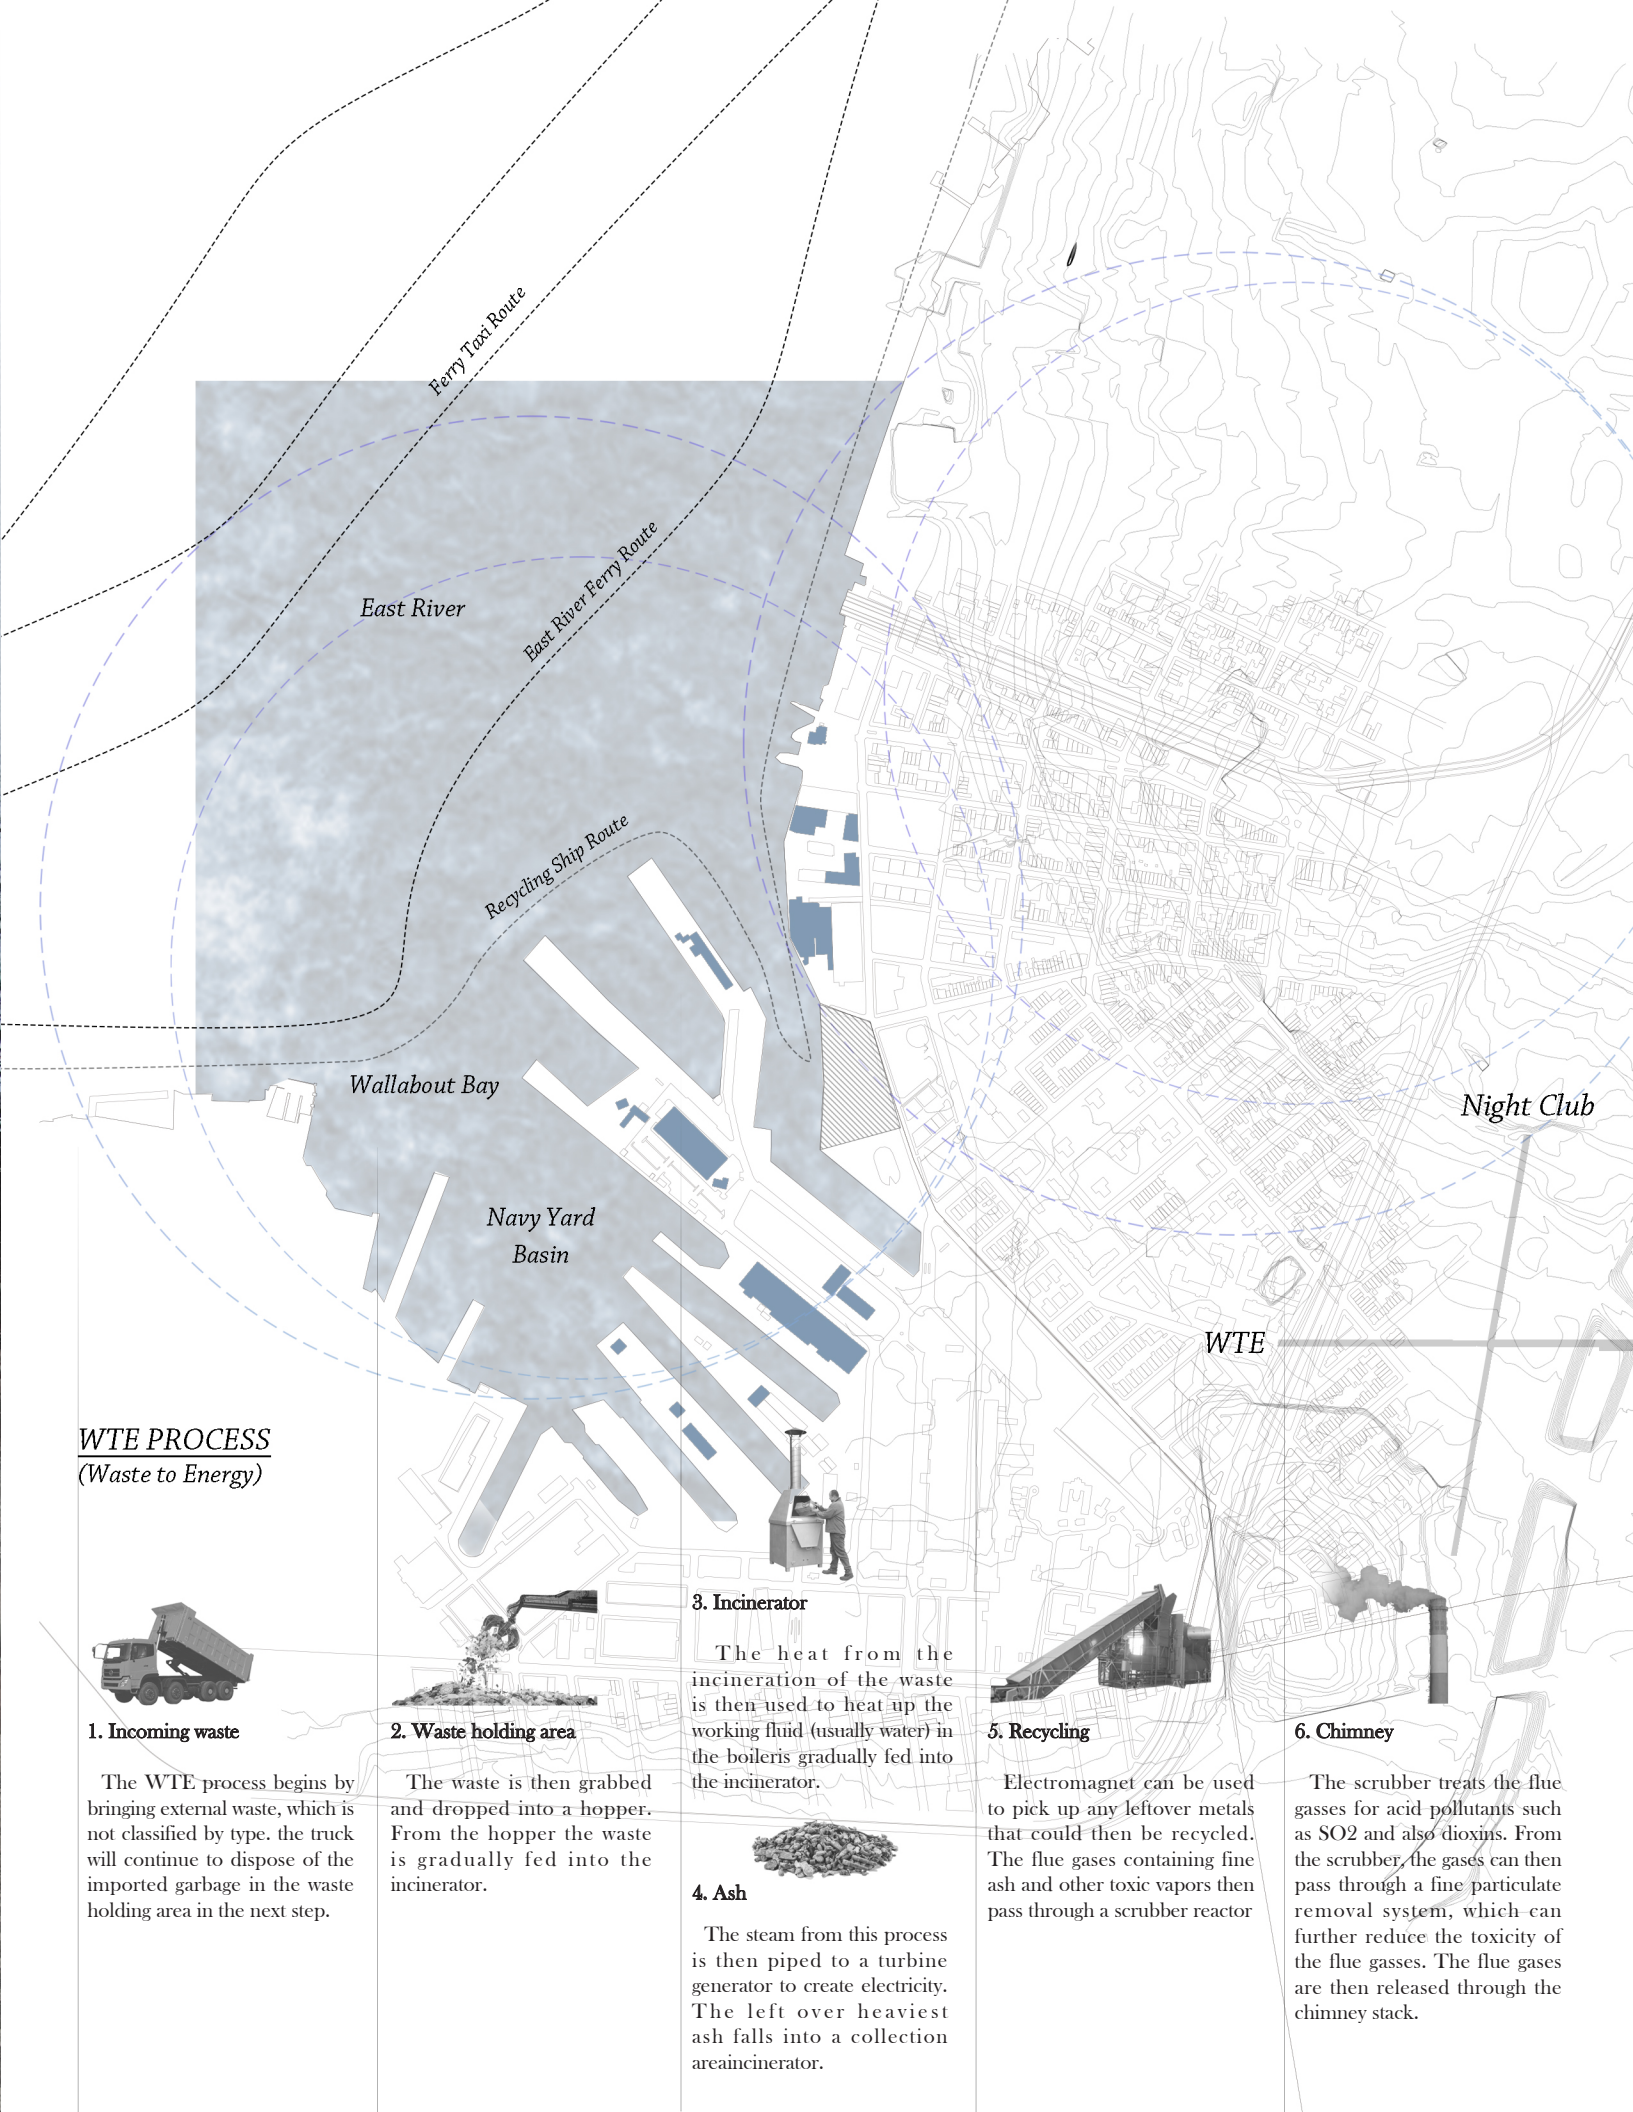 Ferry Taxi Route
East River Ferry Route
East River
Recycling Ship Route
Wallabout Bay
Night Club
Navy Yard
Basin
WTE
WTE PROCESS
(Waste to Energy)
1. Incoming waste
The WTE process begins by
bringing external waste, which is
not classified by type. the truck
will continue to dispose of the
imported garbage in the waste
holding area in the next step.
2. Waste holding area
The waste is then grabbed
and dropped into a hopper.
From the hopper the waste
is gradually fed into the
incinerator.
3. Incinerator
The heat from the
incineration of the waste
is then used to heat up the
working fluid (usually water) in
the boileris gradually fed into
the incinerator.
4. Ash
The steam from this process
is then piped to a turbine
generator to create electricity.
The left over heaviest
ash falls into a collection
areaincinerator.
5. Recycling
Electromagnet can be used
to pick up any leftover metals
that could then be recycled.
The flue gases containing fine
ash and other toxic vapors then
pass through a scrubber reactor
6. Chimney
The scrubber treats the flue
gasses for acid pollutants such
as SO2 and also dioxins. From
the scrubber, the gases can then
pass through a fine particulate
removal system, which can
further reduce the toxicity of
the flue gasses. The flue gases
are then released through the
chimney stack.